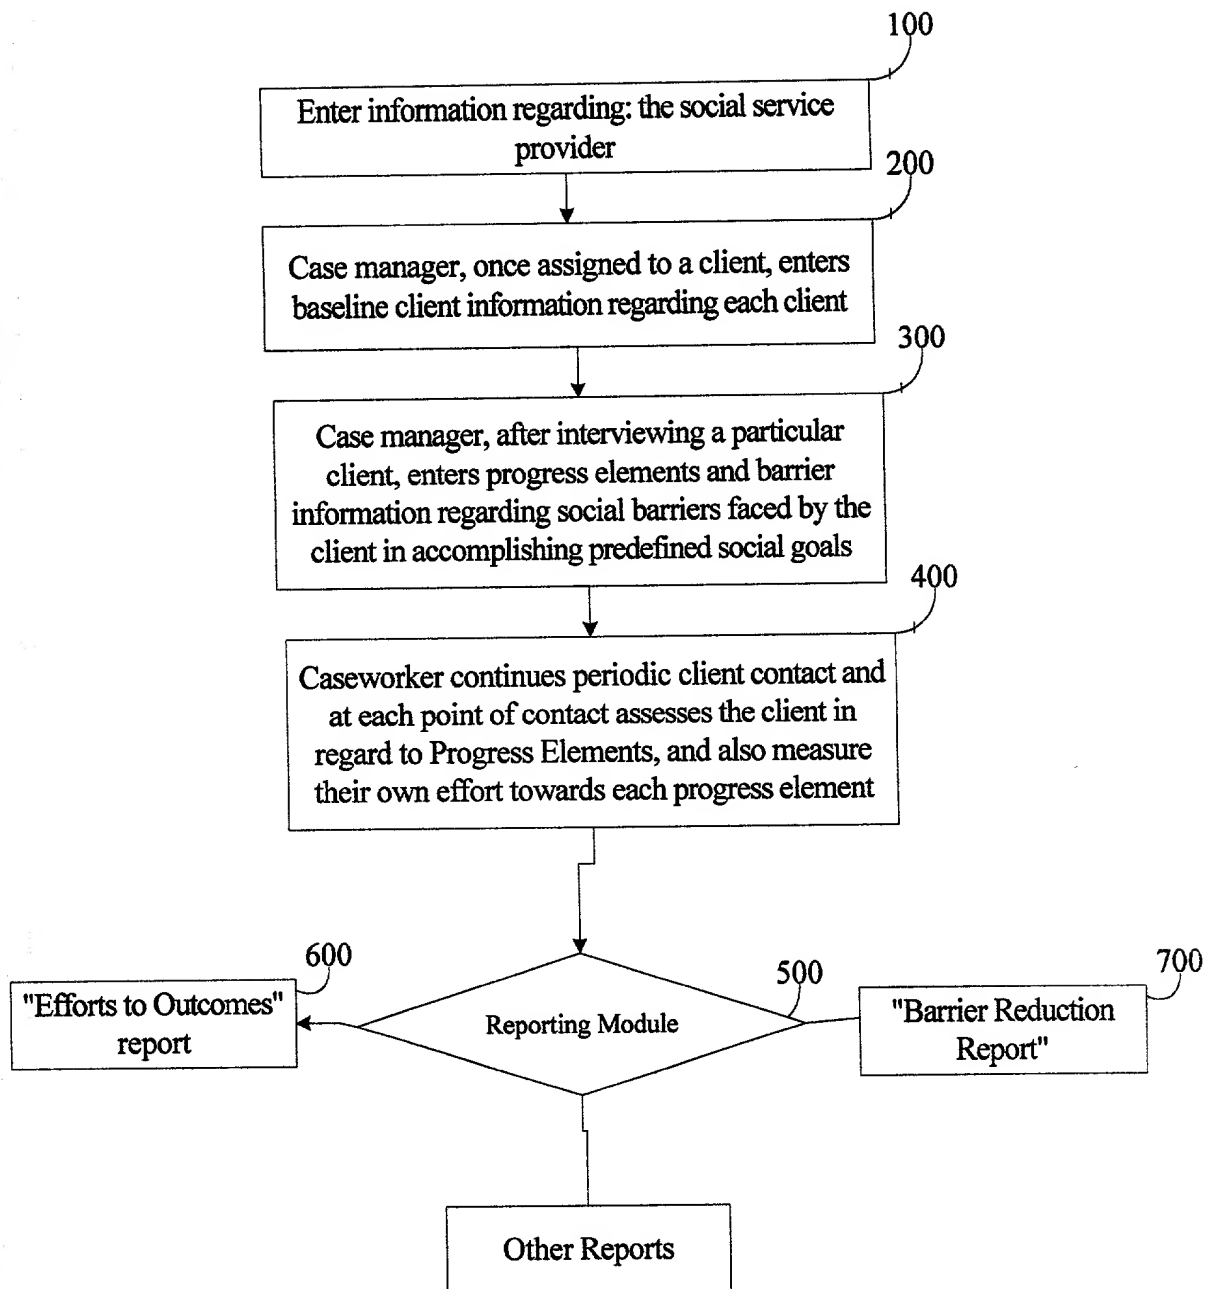 100
Enter information regarding: the social service
provider
200
Case manager, once assigned to a client, enters
baseline client information regarding each client
300
Case manager, after interviewing a particular
client, enters progress elements and barrier
information regarding social barriers faced by the
client in accomplishing predefined social goals
400
Caseworker continues periodic client contact and
at each point of contact assesses the client in
regard to Progress Elements, and also measure
their own effort towards each progress element
600
"Efforts to Outcomes"
report
500
Reporting Module
700
"Barrier Reduction
Report"
Other Reports